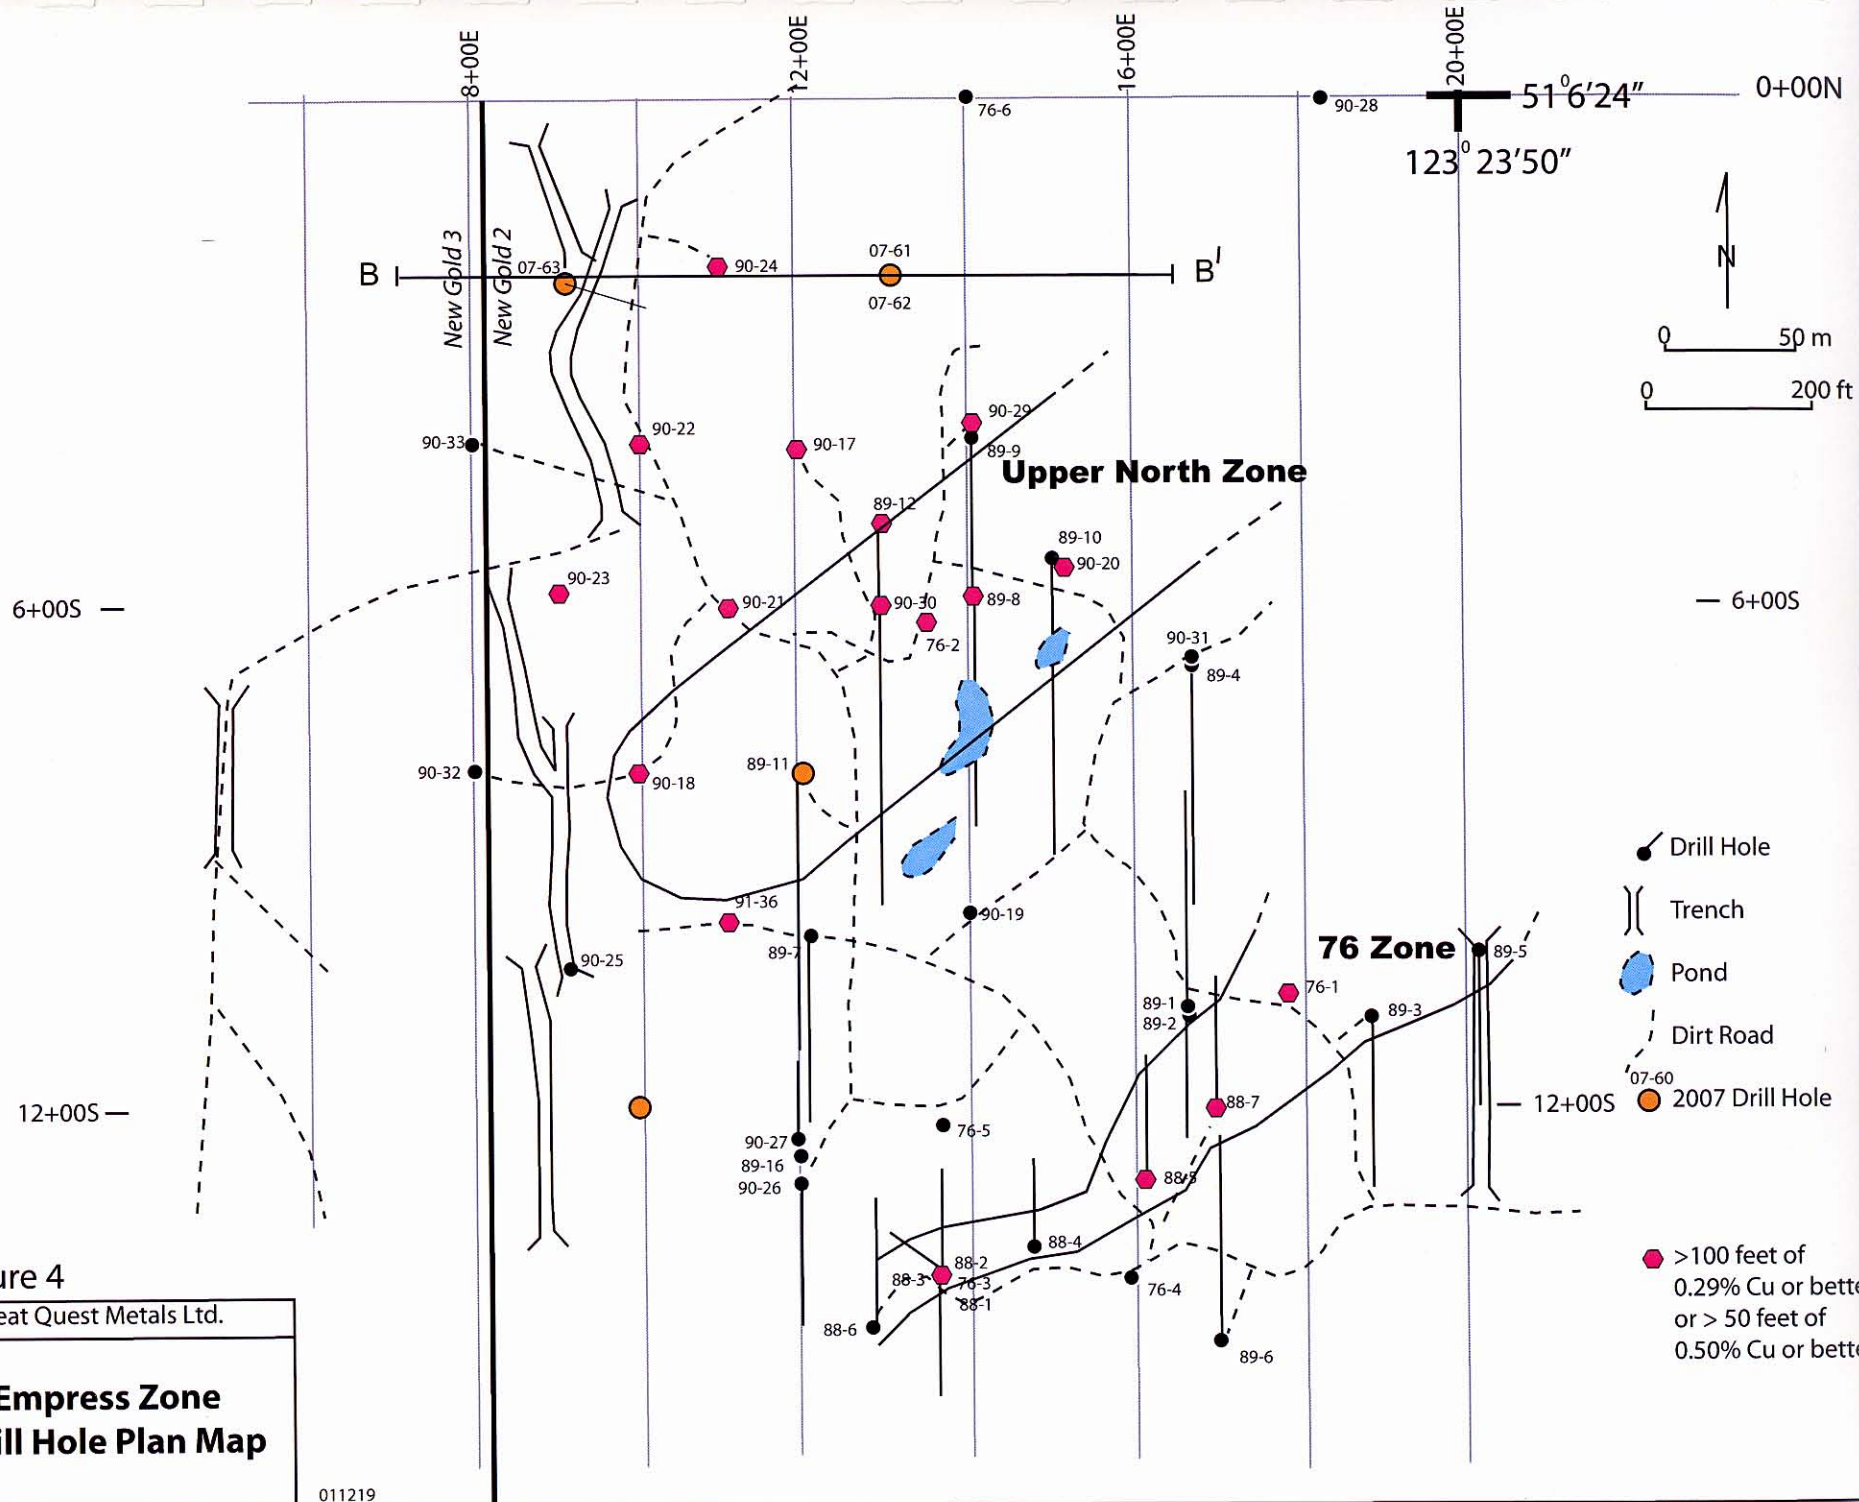 8+00E
12+00E
16+00E
20+00E
0+00N
51°6'24"
123° 23'50"
76-6
90-28
N
New Gold 3
New Gold 2
B
B'
07-63
90-24
07-61
07-62
0 50 m
0 200 ft
90-33
90-22
90-17
90-29
89-9
Upper North Zone
89-12
89-10
90-20
90-23
90-21
90-30
89-8
76-2
6+00S
6+00S
90-31
89-4
90-32
90-18
89-11
Drill Hole
91-36
90-19
Trench
89-7
90-25
76 Zone
89-5
Pond
76-1
89-1
89-2
89-3
Dirt Road
07-60
2007 Drill Hole
12+00S
12+00S
88-7
76-5
90-27
89-16
90-26
88-5
88-4
88-2
88-3
76-3
88-1
76-4
88-6
89-6
>100 feet of
0.29% Cu or
or > 50 feet of
0.50% Cu or
ure 4
eat Quest Metals Ltd.
Empress Zone
ill Hole Plan Map
011219